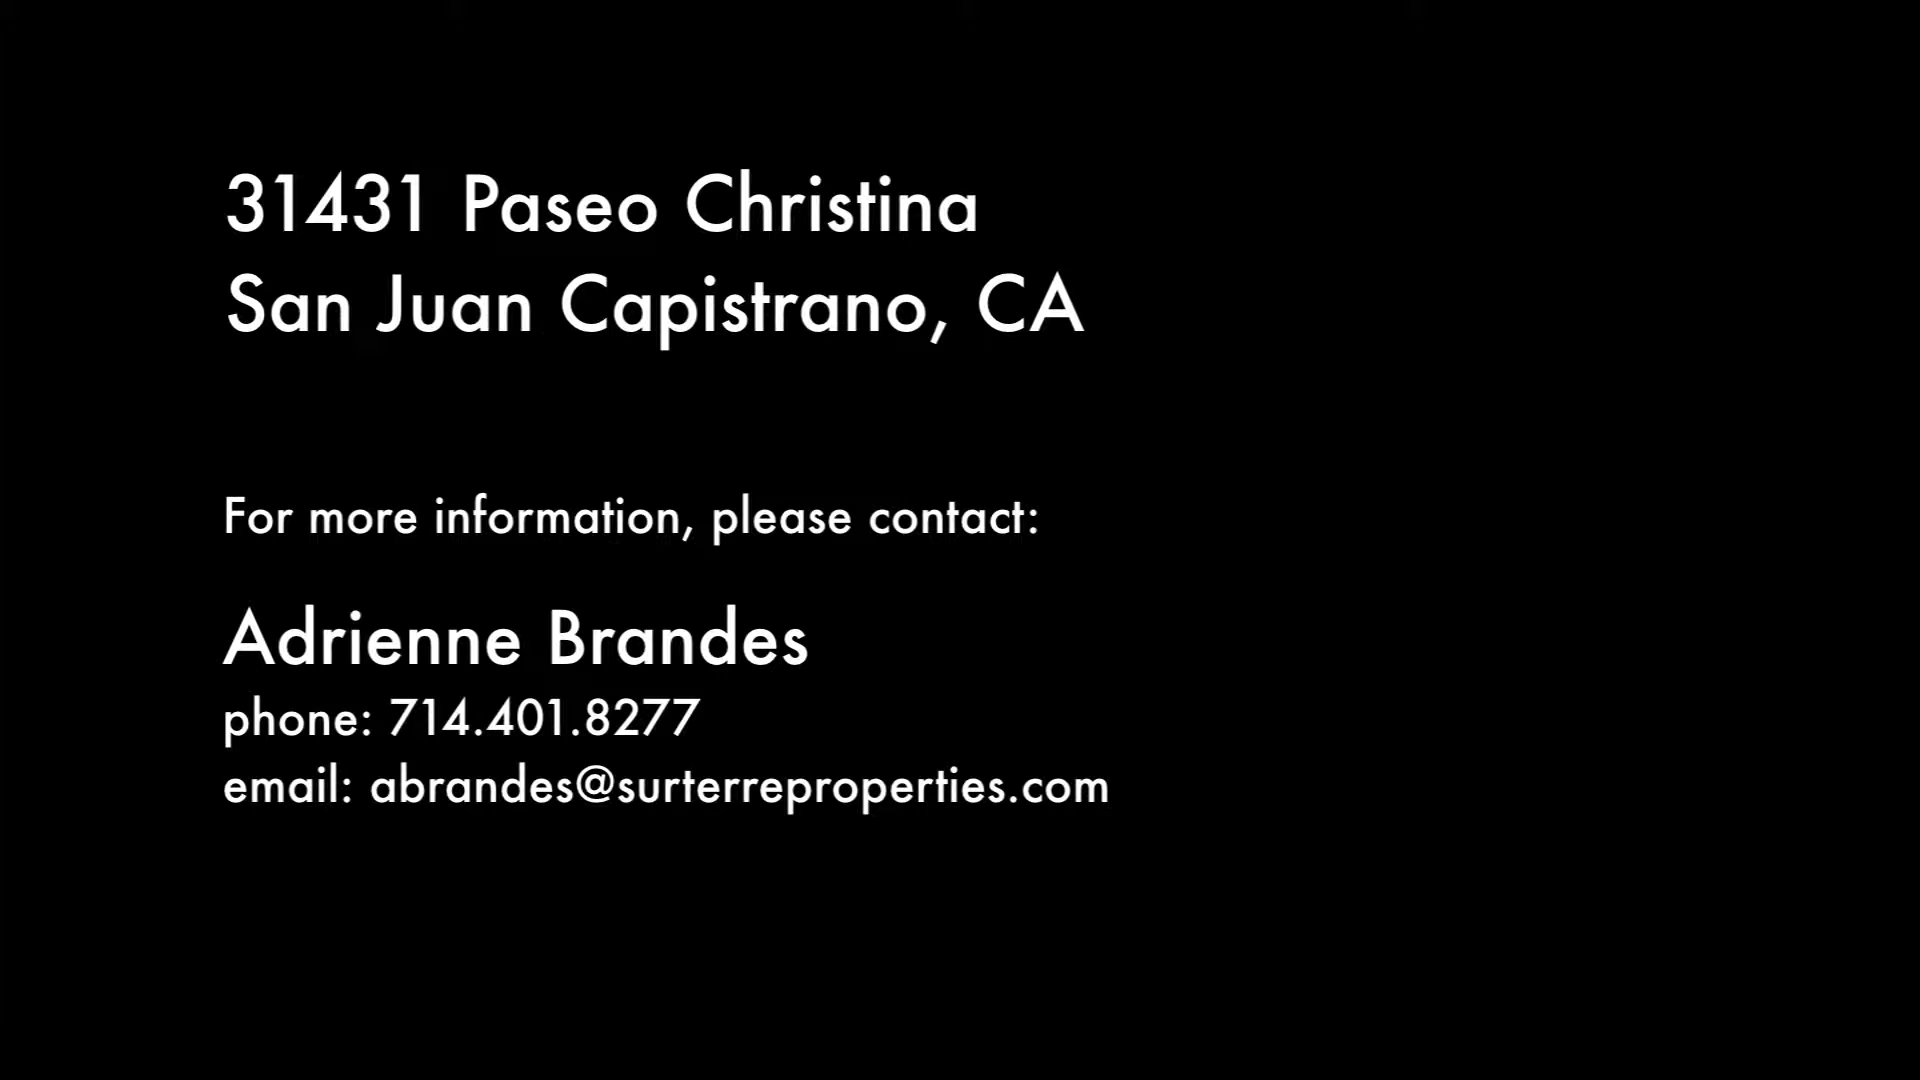 31431 Paseo Christina
San Juan Capistrano, CA
For more information, please contact:
Adrienne Brandes
phone: 714.401.8277
email: abrandes@surterreproperties.com